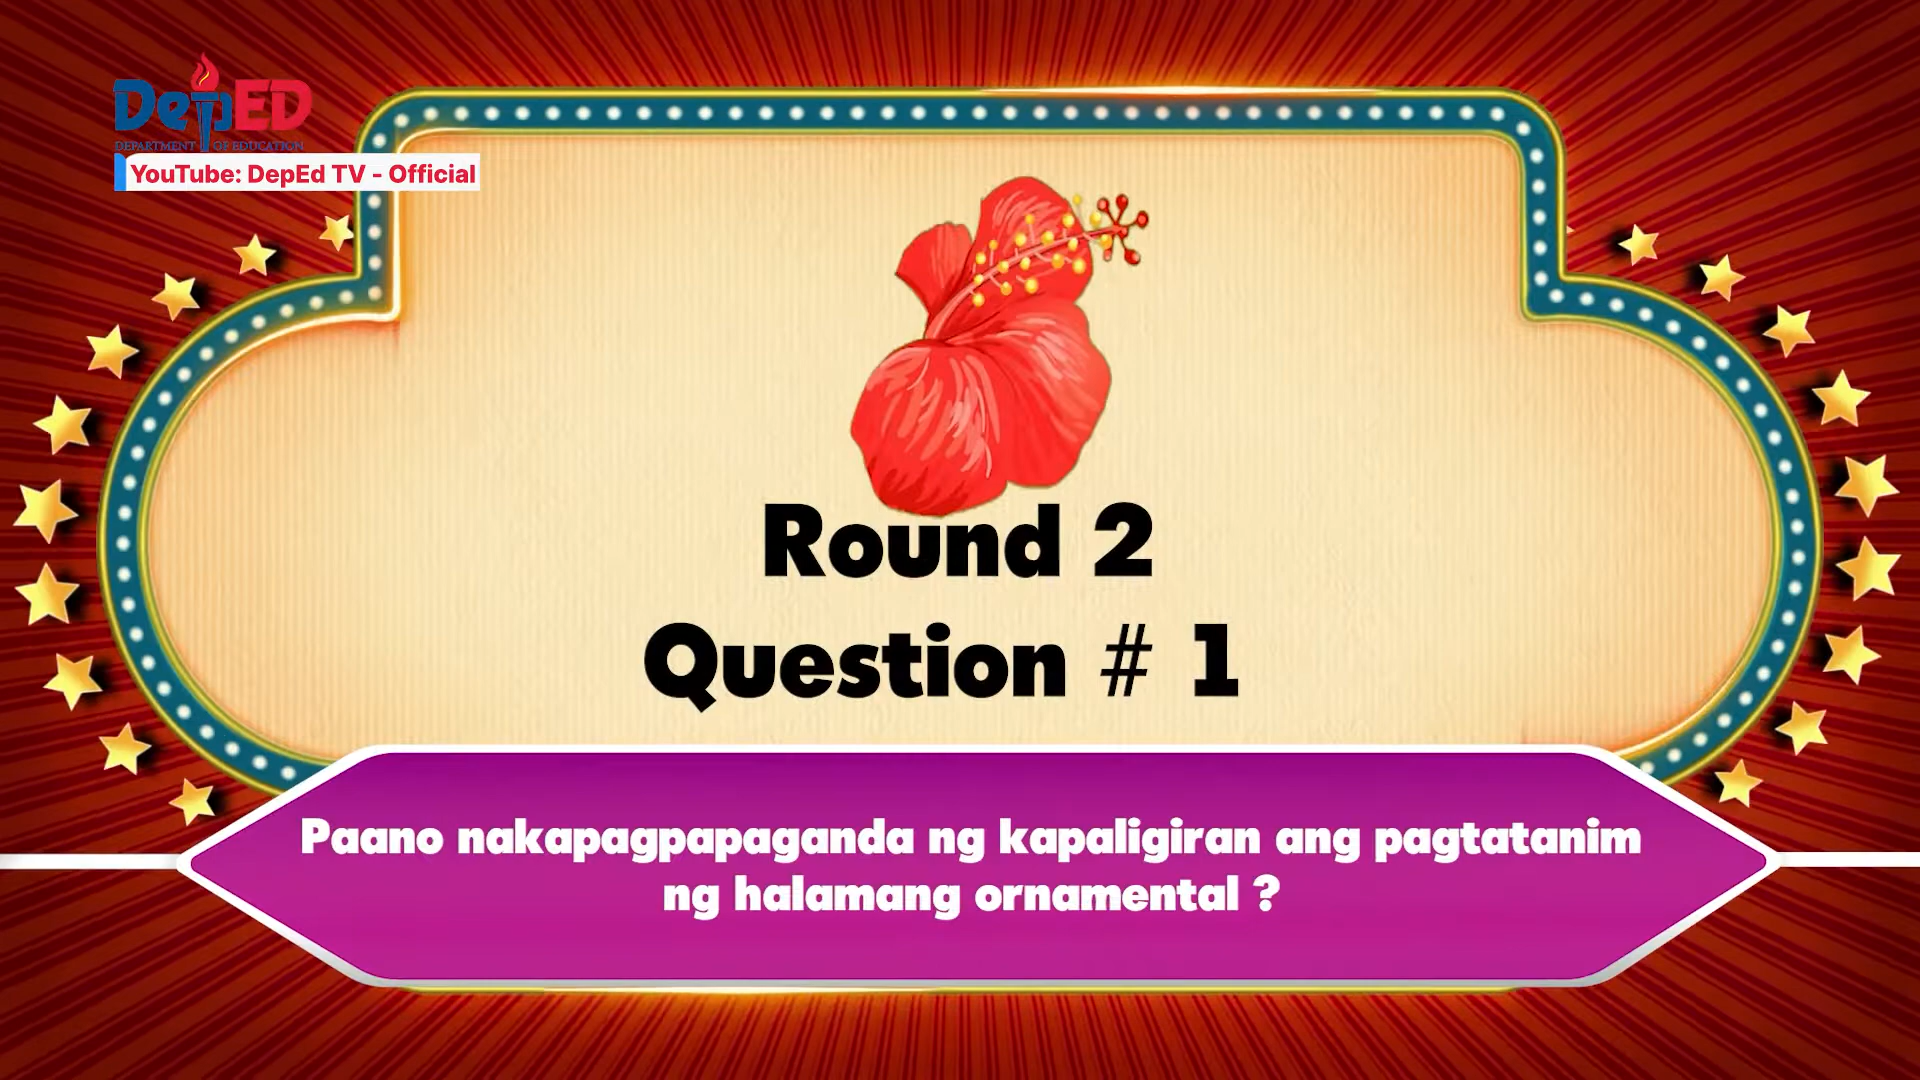 DepED
DEPARTMENT OF EDUCATION
YouTube: DepEd TV - Official
Round 2
Question # 1
Paano nakapagpapaganda ng kapaligiran ang pagtatanim
ng halamang ornamental ?